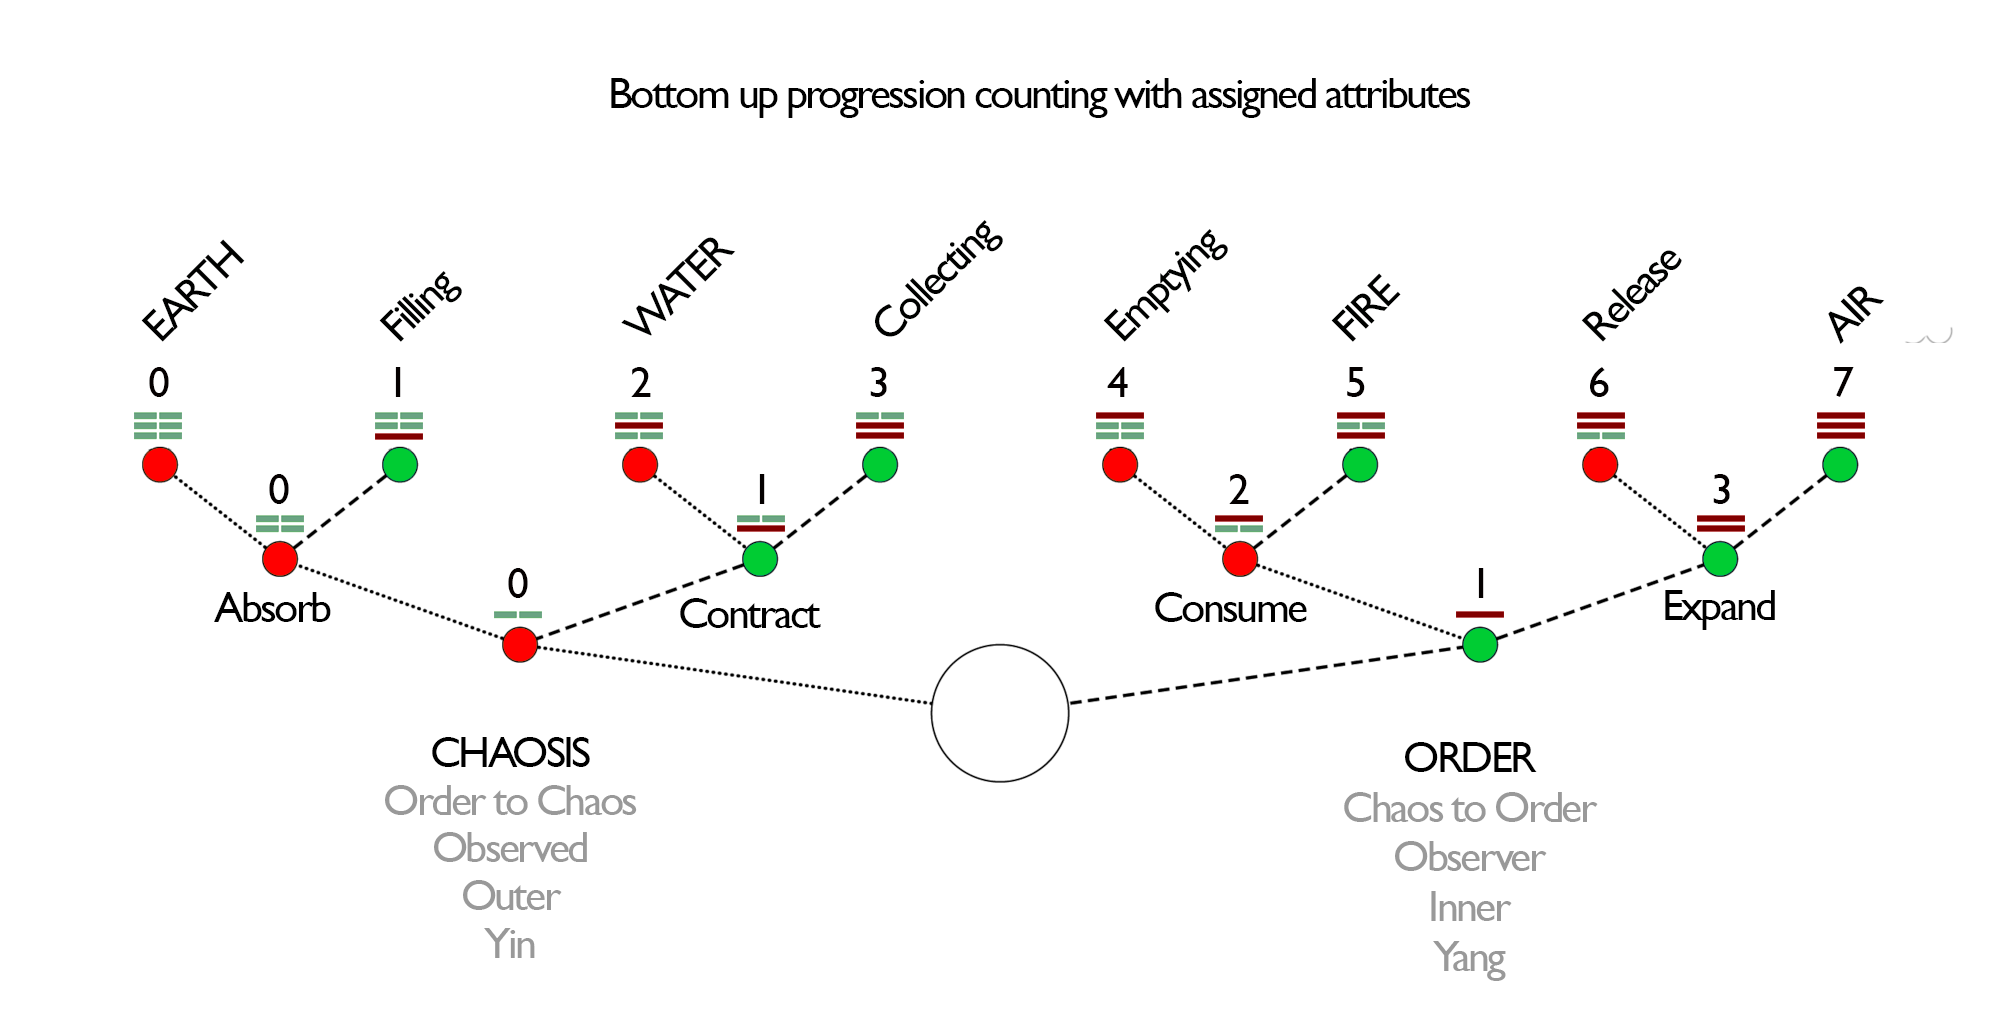 Bottom up progression counting with assigned attributes
EARTH Filling WATER Collecting Emptying FIRE Release AIR
0 1 2 3 4 5 6 7
0 1 2 3
Absorb Contract Consume Expand
0 1
CHAOSIS
Order to Chaos
Observed
Outer
Yin
ORDER
Chaos to Order
Observer
Inner
Yang